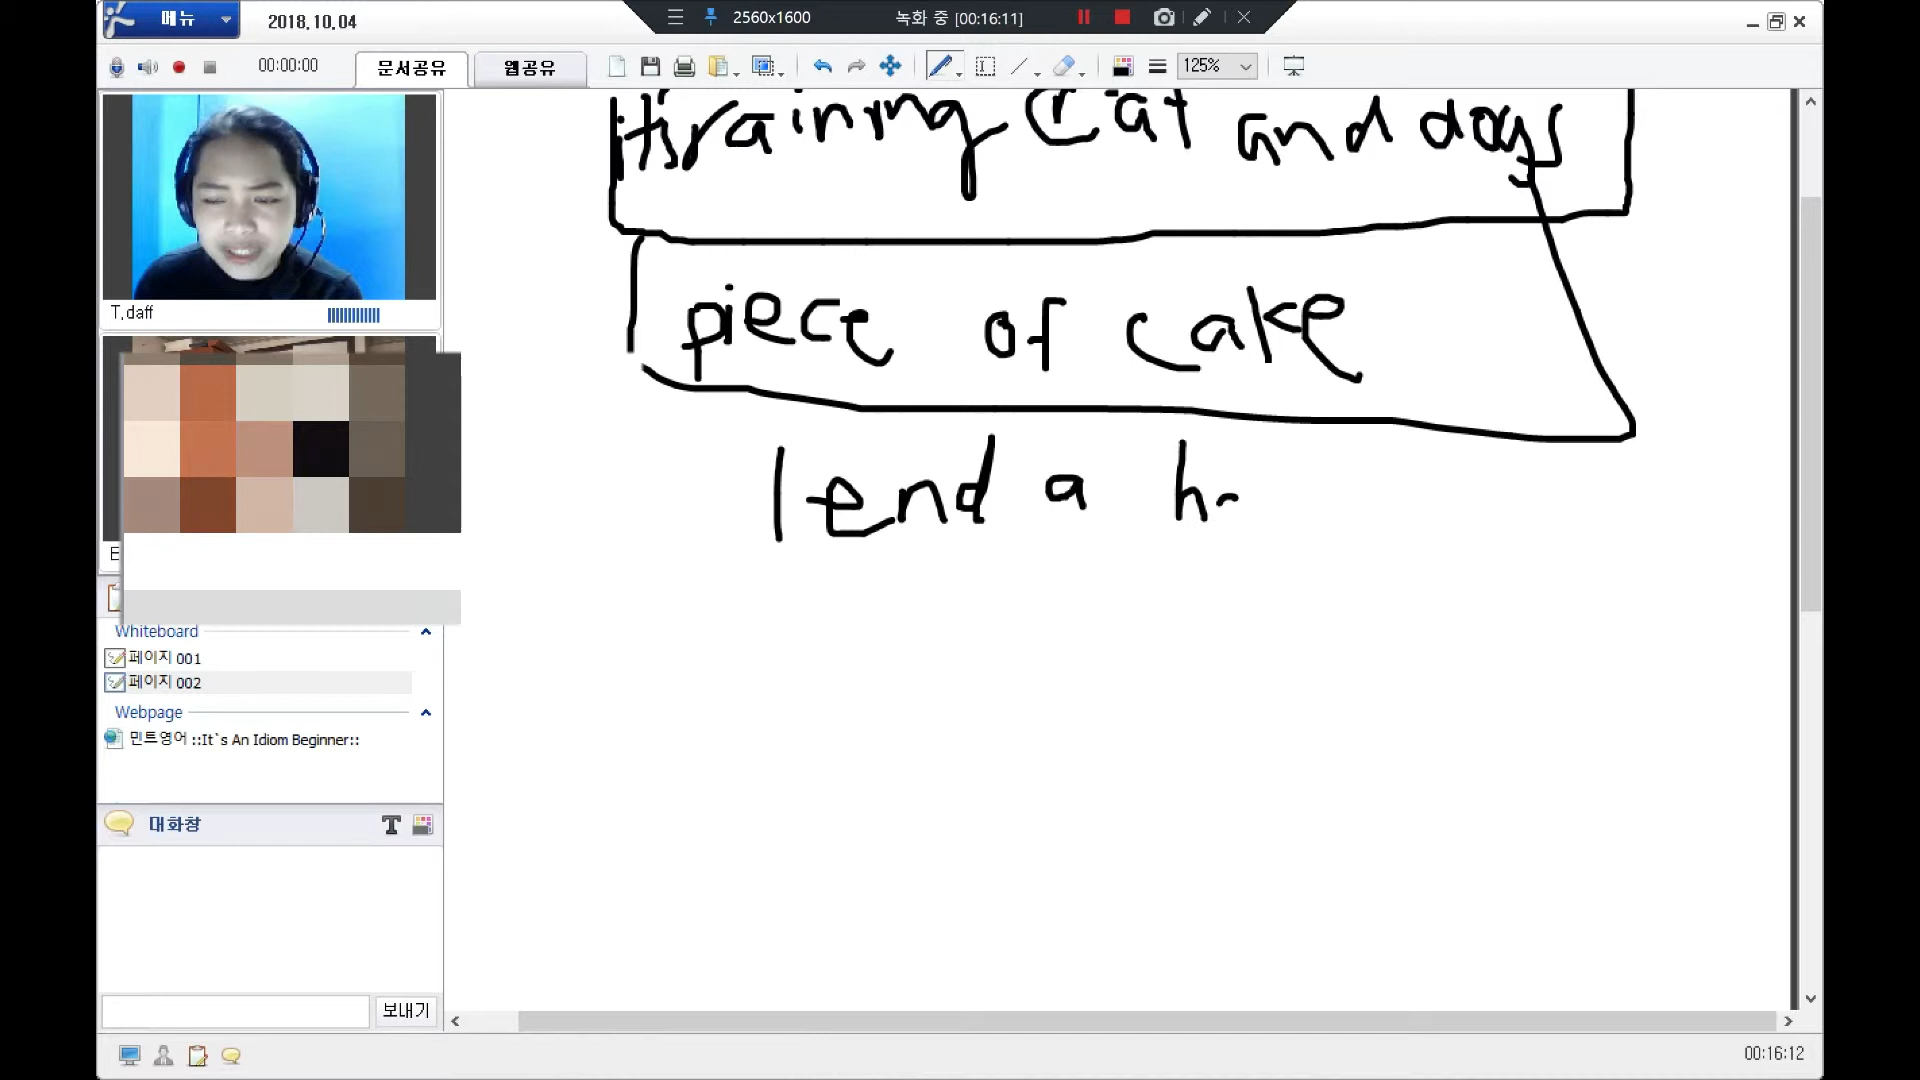 메뉴 2018.10.04 2560x1600 녹화 중 [00:16:11]
00:00:00 문서공유 웹공유 125%
T.daff
E
Whiteboard
페이지 001
페이지 002
Webpage
민트영어 ::It`s An Idiom Beginner::
대화창 T
보내기
00:16:12
itsraining cat and dogs
piece of cake
lend a h